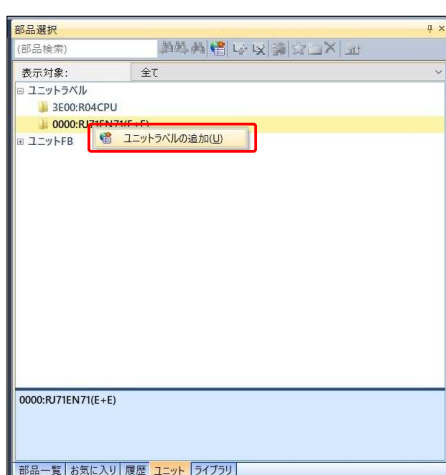 部品選択
(部品検索)
表示対象: 全て
ユニットラベル
3E00:R04CPU
0000:RJ71EN71(E+E)
ユニットラベルの追加(U)
ユニットFB
0000:RJ71EN71(E+E)
部品一覧 お気に入り 履歴 ユニット ライブラリ